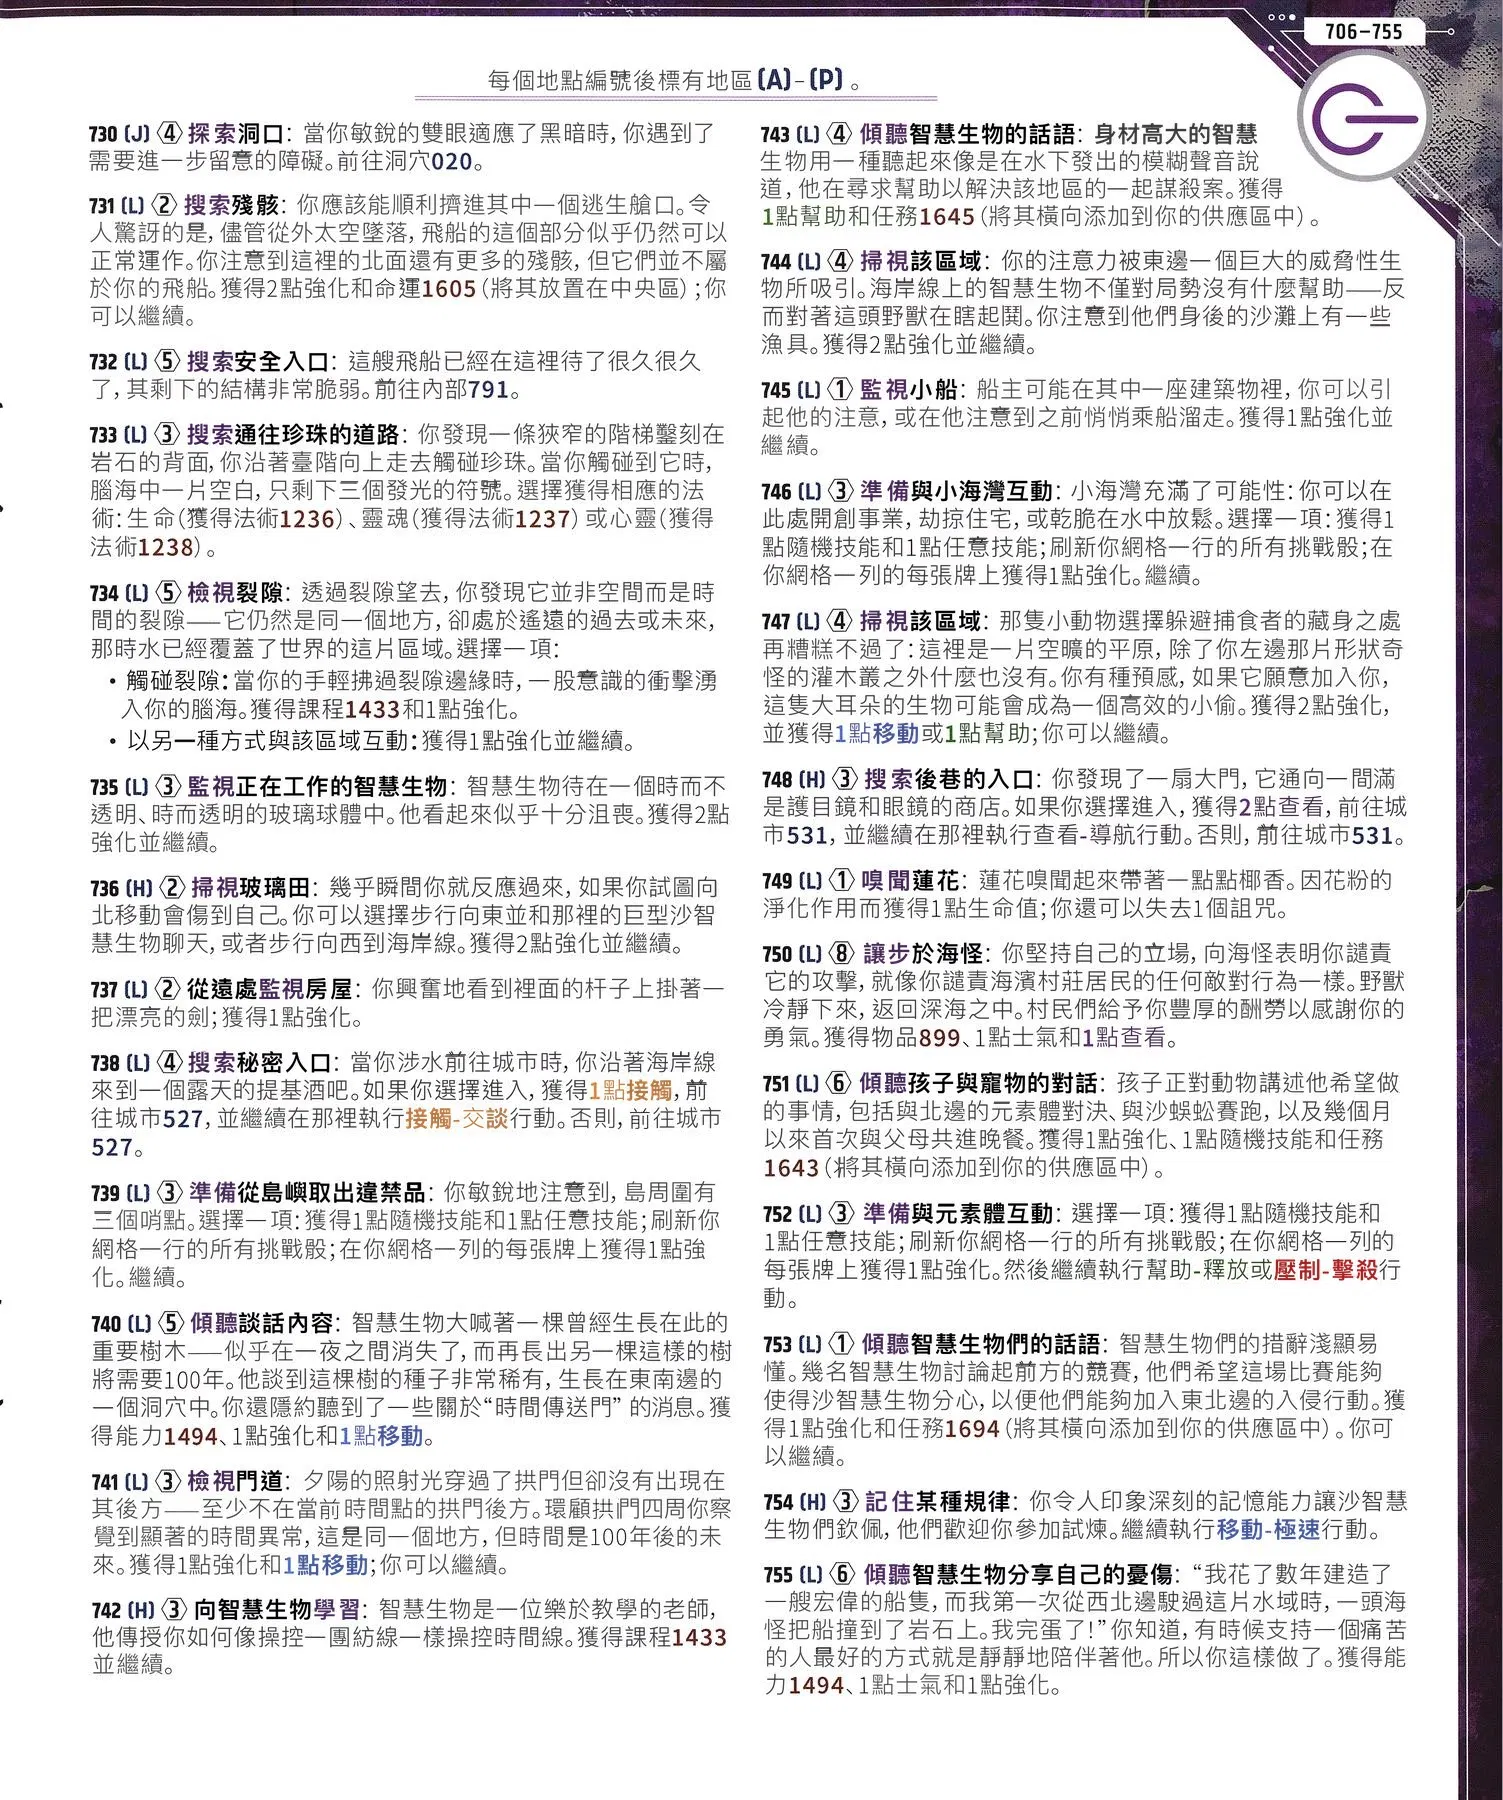 706–755
每個地點編號後標有地區(A)–(P)。
730 (J) 4 探索洞口: 當你敏銳的雙眼適應了黑暗時,你遇到了
需要進一步留意的障礙。前往洞穴020。
731 (L) 2 搜索殘骸: 你應該能順利擠進其中一個逃生艙口。令
人驚訝的是,儘管從外太空墜落,飛船的這個部分似乎仍然可以
正常運作。你注意到這裡的北面還有更多的殘骸,但它們並不屬
於你的飛船。獲得2點強化和命運1605(將其放置在中央區);你
可以繼續。
732 (L) 5 搜索安全入口: 這艘飛船已經在這裡待了很久很久
了,其剩下的結構非常脆弱。前往內部791。
733 (L) 3 搜索通往珍珠的道路: 你發現一條狹窄的階梯鑿刻在
岩石的背面,你沿著臺階向上走去觸碰珍珠。當你觸碰到它時,
腦海中一片空白,只剩下三個發光的符號。選擇獲得相應的法
術:生命(獲得法術1236)、靈魂(獲得法術1237)或心靈(獲得
法術1238)。
734 (L) 5 檢視裂隙: 透過裂隙望去,你發現它並非空間而是時
間的裂隙——它仍然是同一個地方,卻處於遙遠的過去或未來,
那時水已經覆蓋了世界的這片區域。選擇一項:
• 觸碰裂隙:當你的手輕拂過裂隙邊緣時,一股意識的衝擊湧
入你的腦海。獲得課程1433和1點強化。
• 以另一種方式與該區域互動:獲得1點強化並繼續。
735 (L) 3 監視正在工作的智慧生物: 智慧生物待在一個時而不
透明、時而透明的玻璃球體中。他看起來似乎十分沮喪。獲得2點
強化並繼續。
736 (H) 2 掃視玻璃田: 幾乎瞬間你就反應過來,如果你試圖向
北移動會傷到自己。你可以選擇步行向東並和那裡的巨型沙智
慧生物聊天,或者步行向西到海岸線。獲得2點強化並繼續。
737 (L) 2 從遠處監視房屋: 你興奮地看到裡面的杆子上掛著一
把漂亮的劍;獲得1點強化。
738 (L) 4 搜索秘密入口: 當你涉水前往城市時,你沿著海岸線
來到一個露天的提基酒吧。如果你選擇進入,獲得1點接觸,前
往城市527,並繼續在那裡執行接觸-交談行動。否則,前往城市
527。
739 (L) 3 準備從島嶼取出違禁品: 你敏銳地注意到,島周圍有
三個哨點。選擇一項:獲得1點隨機技能和1點任意技能;刷新你
網格一行的所有挑戰骰;在你網格一列的每張牌上獲得1點強
化。繼續。
740 (L) 5 傾聽談話內容: 智慧生物大喊著一棵曾經生長在此的
重要樹木——似乎在一夜之間消失了,而再長出另一棵這樣的樹
將需要100年。他談到這棵樹的種子非常稀有,生長在東南邊的
一個洞穴中。你還隱約聽到了一些關於“時間傳送門” 的消息。獲
得能力1494、1點強化和1點移動。
741 (L) 3 檢視門道: 夕陽的照射光穿過了拱門但卻沒有出現在
其後方——至少不在當前時間點的拱門後方。環顧拱門四周你察
覺到顯著的時間異常,這是同一個地方,但時間是100年後的未
來。獲得1點強化和1點移動;你可以繼續。
742 (H) 3 向智慧生物學習: 智慧生物是一位樂於教學的老師,
他傳授你如何像操控一團紡線一樣操控時間線。獲得課程1433
並繼續。
743 (L) 4 傾聽智慧生物的話語: 身材高大的智慧
生物用一種聽起來像是在水下發出的模糊聲音說
道,他在尋求幫助以解決該地區的一起謀殺案。獲得
1點幫助和任務1645(將其橫向添加到你的供應區中)。
744 (L) 4 掃視該區域: 你的注意力被東邊一個巨大的威脅性生
物所吸引。海岸線上的智慧生物不僅對局勢沒有什麼幫助——反
而對著這頭野獸在瞎起鬨。你注意到他們身後的沙灘上有一些
漁具。獲得2點強化並繼續。
745 (L) 1 監視小船: 船主可能在其中一座建築物裡,你可以引
起他的注意,或在他注意到之前悄悄乘船溜走。獲得1點強化並
繼續。
746 (L) 3 準備與小海灣互動: 小海灣充滿了可能性:你可以在
此處開創事業,劫掠住宅,或乾脆在水中放鬆。選擇一項:獲得1
點隨機技能和1點任意技能;刷新你網格一行的所有挑戰骰;在
你網格一列的每張牌上獲得1點強化。繼續。
747 (L) 4 掃視該區域: 那隻小動物選擇躲避捕食者的藏身之處
再糟糕不過了:這裡是一片空曠的平原,除了你左邊那片形狀奇
怪的灌木叢之外什麼也沒有。你有種預感,如果它願意加入你,
這隻大耳朵的生物可能會成為一個高效的小偷。獲得2點強化,
並獲得1點移動或1點幫助;你可以繼續。
748 (H) 3 搜索後巷的入口: 你發現了一扇大門,它通向一間滿
是護目鏡和眼鏡的商店。如果你選擇進入,獲得2點查看,前往城
市531,並繼續在那裡執行查看-導航行動。否則,前往城市531。
749 (L) 1 嗅聞蓮花: 蓮花嗅聞起來帶著一點點椰香。因花粉的
淨化作用而獲得1點生命值;你還可以失去1個詛咒。
750 (L) 8 讓步於海怪: 你堅持自己的立場,向海怪表明你譴責
它的攻擊,就像你譴責海濱村莊居民的任何敵對行為一樣。野獸
冷靜下來,返回深海之中。村民們給予你豐厚的酬勞以感謝你的
勇氣。獲得物品899、1點士氣和1點查看。
751 (L) 6 傾聽孩子與寵物的對話: 孩子正對動物講述他希望做
的事情,包括與北邊的元素體對決、與沙蜈蚣賽跑,以及幾個月
以來首次與父母共進晚餐。獲得1點強化、1點隨機技能和任務
1643(將其橫向添加到你的供應區中)。
752 (L) 3 準備與元素體互動: 選擇一項:獲得1點隨機技能和
1點任意技能;刷新你網格一行的所有挑戰骰;在你網格一列的
每張牌上獲得1點強化。然後繼續執行幫助-釋放或壓制-擊殺行
動。
753 (L) 1 傾聽智慧生物們的話語: 智慧生物們的措辭淺顯易
懂。幾名智慧生物討論起前方的競賽,他們希望這場比賽能夠
使得沙智慧生物分心,以便他們能夠加入東北邊的入侵行動。獲
得1點強化和任務1694(將其橫向添加到你的供應區中)。你可
以繼續。
754 (H) 3 記住某種規律: 你令人印象深刻的記憶能力讓沙智慧
生物們欽佩,他們歡迎你參加試煉。繼續執行移動-極速行動。
755 (L) 6 傾聽智慧生物分享自己的憂傷: “我花了數年建造了
一艘宏偉的船隻,而我第一次從西北邊駛過這片水域時,一頭海
怪把船撞到了岩石上。我完蛋了!”你知道,有時候支持一個痛苦
的人最好的方式就是靜靜地陪伴著他。所以你這樣做了。獲得能
力1494、1點士氣和1點強化。